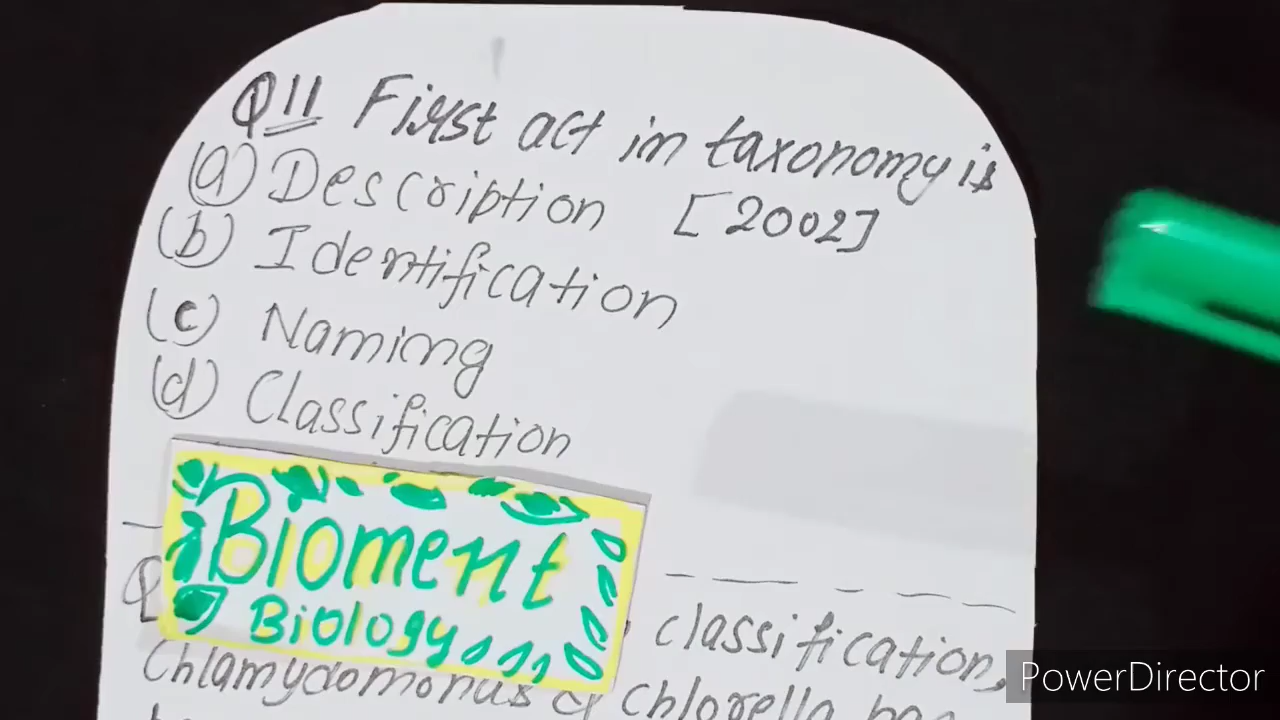 Q11 First act in taxonomy is
(a) Description [2002]
(b) Identification
(c) Naming
(d) Classification
Bioment
Biology
classification,
Chlamydomonas & chlorella
PowerDirector